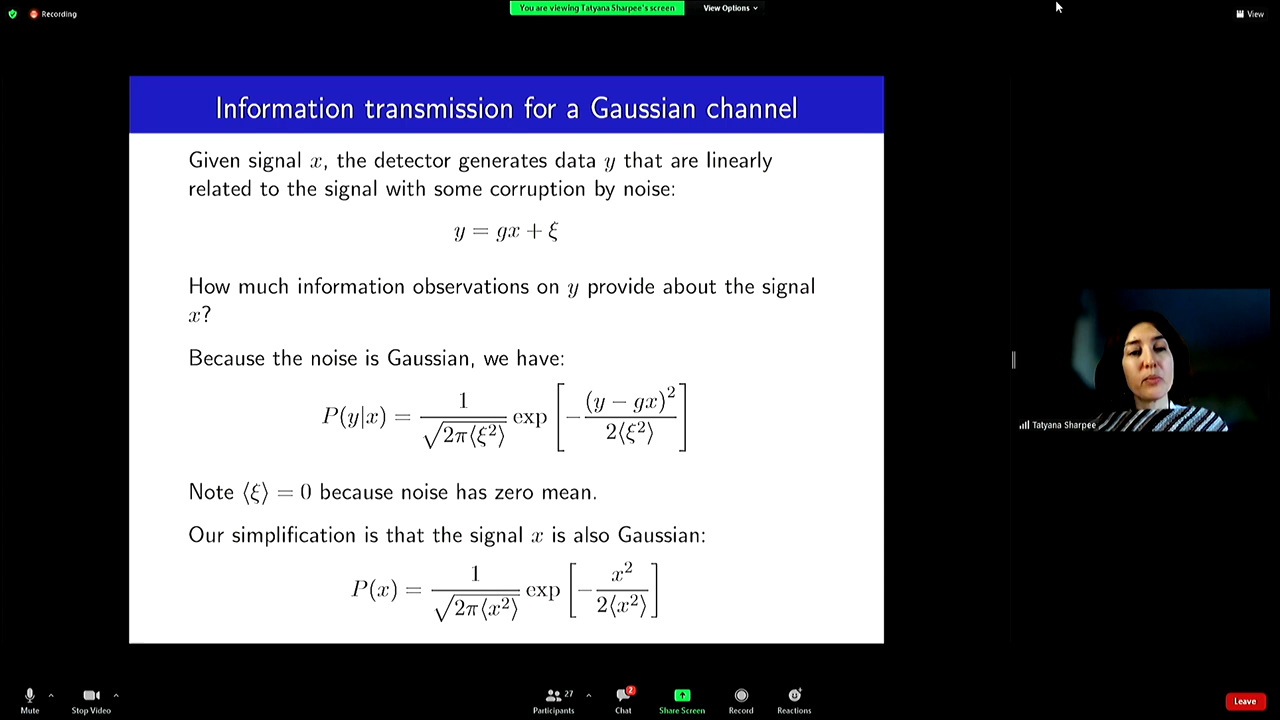 Recording
You are viewing Tatyana Sharpee's screen
View Options
View
Information transmission for a Gaussian channel
Given signal x, the detector generates data y that are linearly
related to the signal with some corruption by noise:
y = gx + ξ
How much information observations on y provide about the signal
x?
Because the noise is Gaussian, we have:
P(y|x) = 1/√(2π⟨ξ²⟩) exp [−(y − gx)²/2⟨ξ²⟩]
Note ⟨ξ⟩ = 0 because noise has zero mean.
Our simplification is that the signal x is also Gaussian:
P(x) = 1/√(2π⟨x²⟩) exp [−x²/2⟨x²⟩]
Tatyana Sharpee
Mute
Stop Video
27
Participants
2
Chat
Share Screen
Record
Reactions
Leave